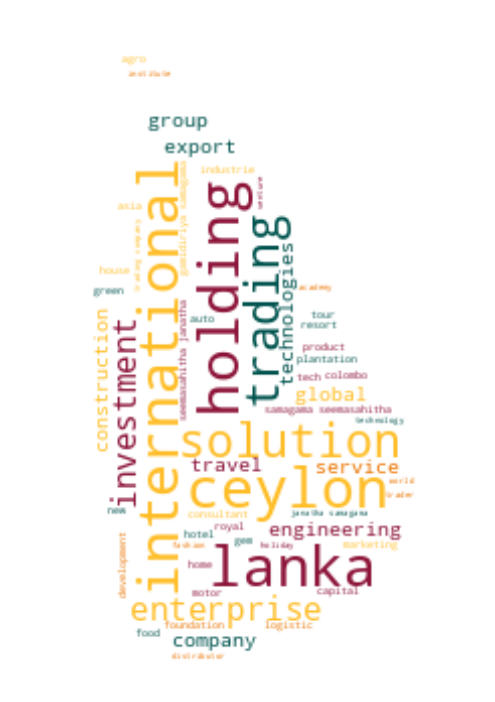 agro
institute
group
export
industrie
international
holding
trading
technologies
gamidiriya samagama
venture
asia
trading company
house
green
auto
academy
tour
resort
seemasahitha janatha
construction
investment
product
plantation
tech
colombo
global
samagama seemasahitha
technology
solution
travel
service
ceylon
world
trader
new
consultant
janatha samagama
royal
engineering
hotel
gem
fashion
holiday
marketing
development
home
lanka
motor
capital
enterprise
foundation
logistic
food
company
distributor